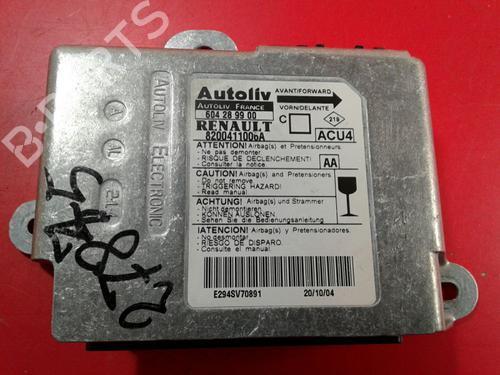 B-PARTS
AUTOLIV ELECTRONIC
Autoliv
AVANT/FORWARD
AUTOLIV FRANCE
VORN/DELANTE
604 28 99 00
RENAULT
C
219
8200411006A
ACU4
ATTENTION! Airbag(s) et Pretensionneurs
- Ne pas demonter
- RISQUE DE DECLENCHEMENT!
- Consulter la notice
AA
CAUTION! Airbag(s) and Pretensioners
- Do not remove
- TRIGGERING HAZARD!
- Read manual
ACHTUNG! Airbag(s) und Strammer
- Nicht demontieren
- KÖNNEN AUSLÖSEN
- Sehen Sie die Bedienungsanleitung
¡ATENCION! Airbag(s) y Pretensionadores
- No desmontar
- RIESGO DE DISPARO.
- Consulte el manual
E294SV70891
20/10/04